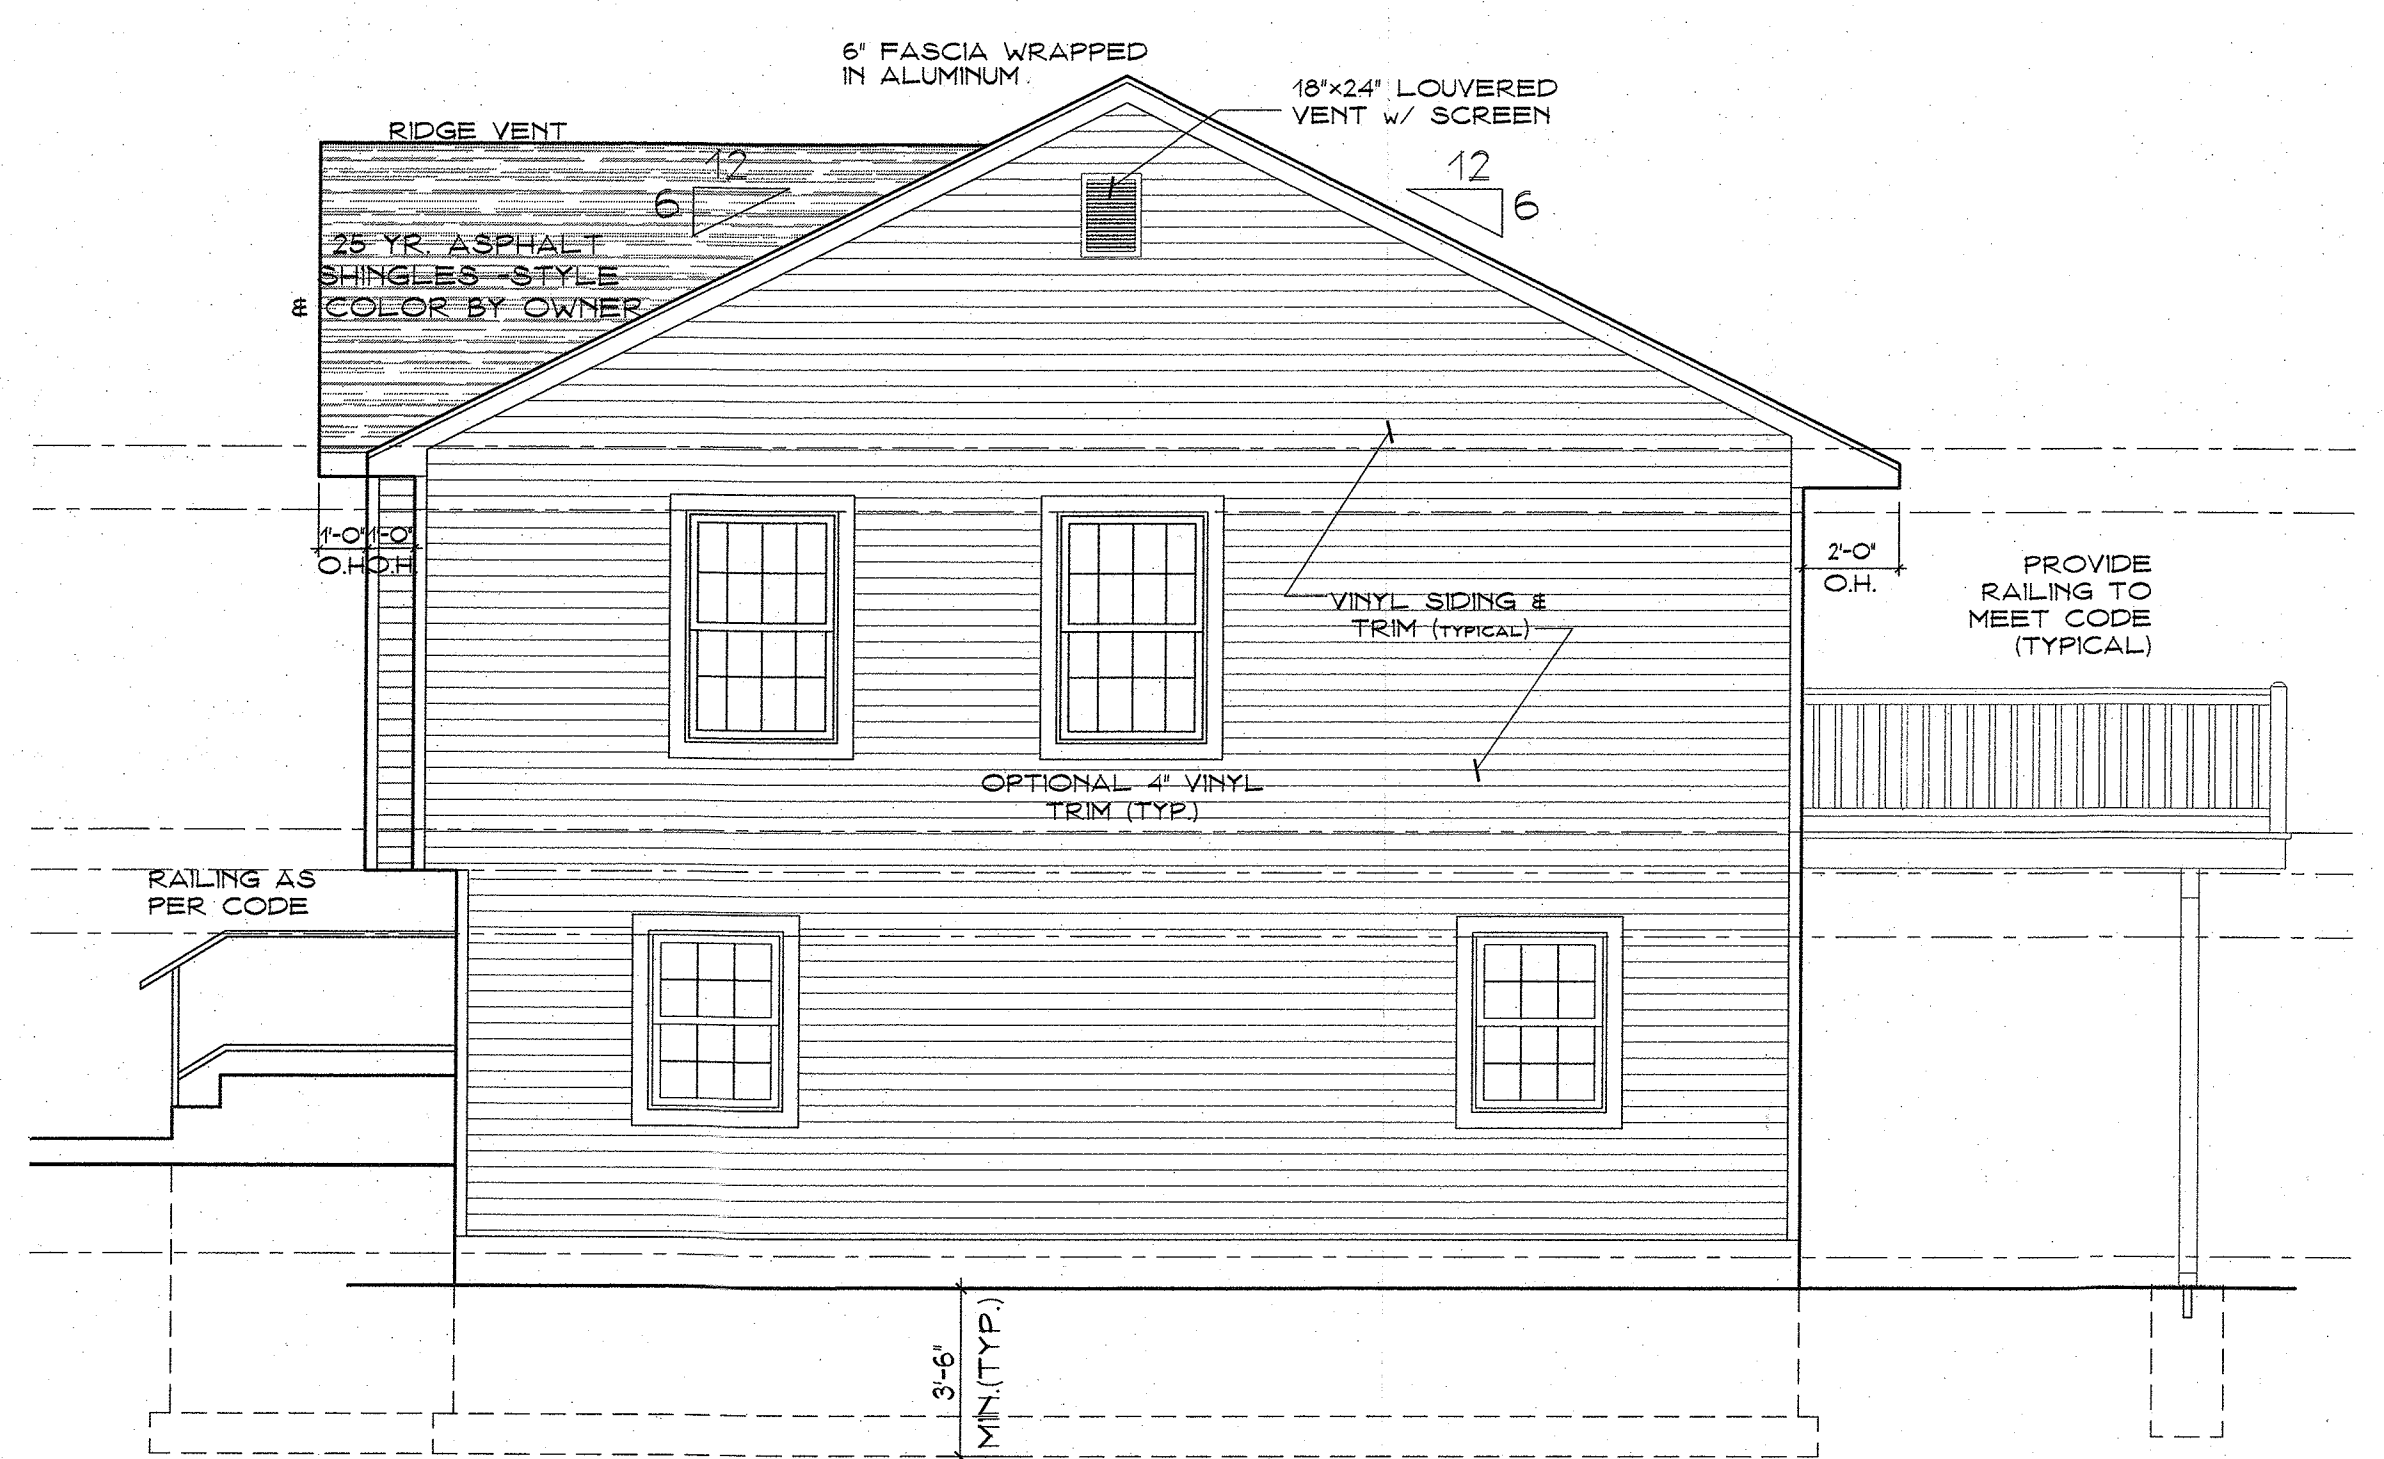 6" FASCIA WRAPPED
IN ALUMINUM.
18"x24" LOUVERED
VENT w/ SCREEN
RIDGE VENT
12
6
12
6
25 YR. ASPHALT
SHINGLES -STYLE
& COLOR BY OWNER
1'-0" 1'-0"
O.H. O.H.
2'-0"
O.H.
PROVIDE
RAILING TO
MEET CODE
(TYPICAL)
VINYL SIDING &
TRIM (TYPICAL)
OPTIONAL 4" VINYL
TRIM (TYP.)
RAILING AS
PER CODE
3'-6"
MIN.(TYP.)